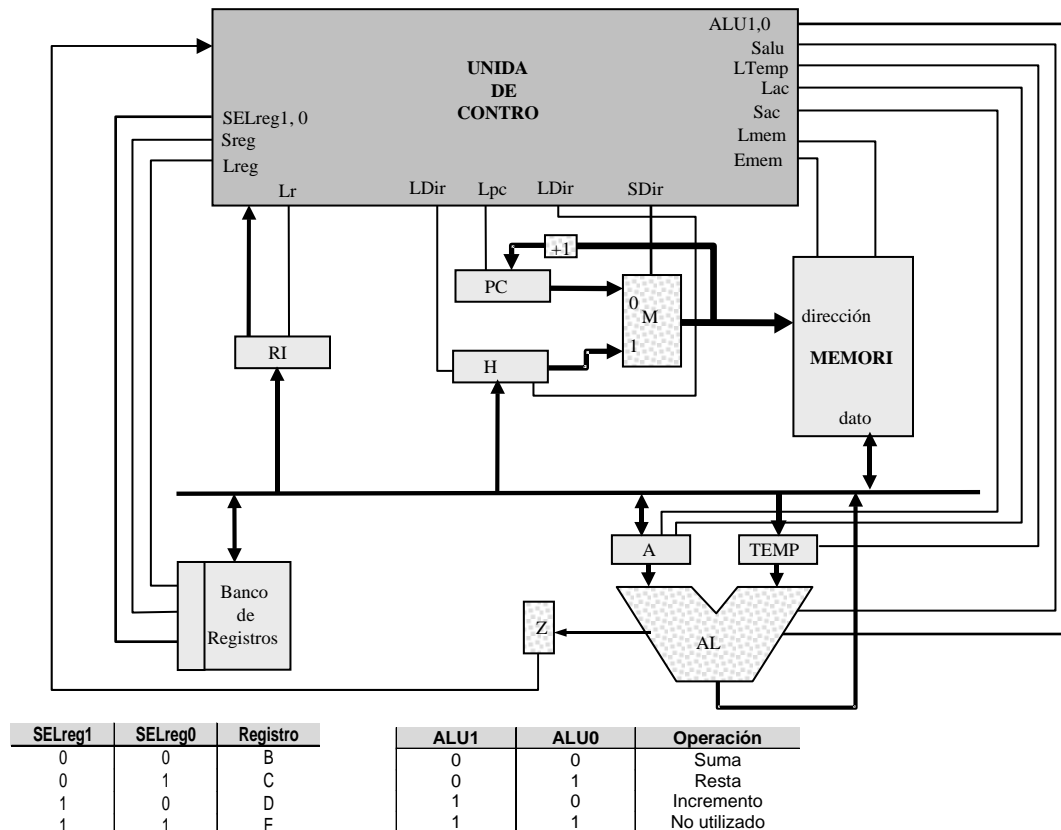 ALU1,0
Salu
LTemp
Lac
Sac
Lmem
Emem
UNIDA
DE
CONTRO
SELreg1, 0
Sreg
Lreg
Lr
LDir
Lpc
LDir
SDir
+1
PC
0
M
1
H
RI
dirección
MEMORI
dato
A
TEMP
Banco
de
Registros
Z
AL
SELreg1 SELreg0 Registro
0 0 B
0 1 C
1 0 D
1 1 E
ALU1 ALU0 Operación
0 0 Suma
0 1 Resta
1 0 Incremento
1 1 No utilizado